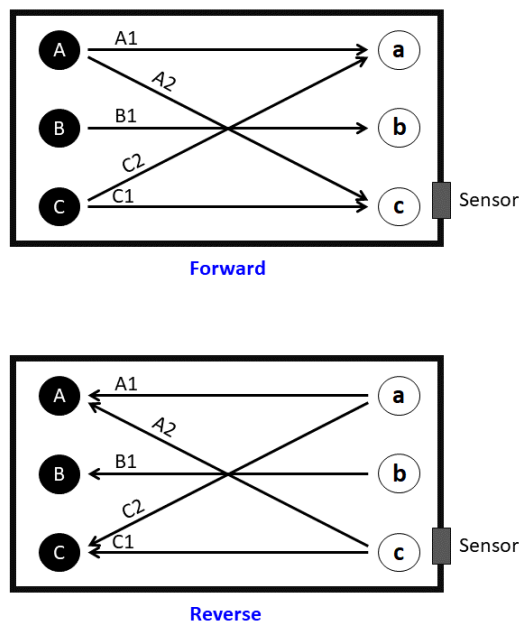 A
A1
a
A2
B
B1
b
C2
C
C1
c
Sensor
Forward
A
A1
a
A2
B
B1
b
C2
C
C1
c
Sensor
Reverse